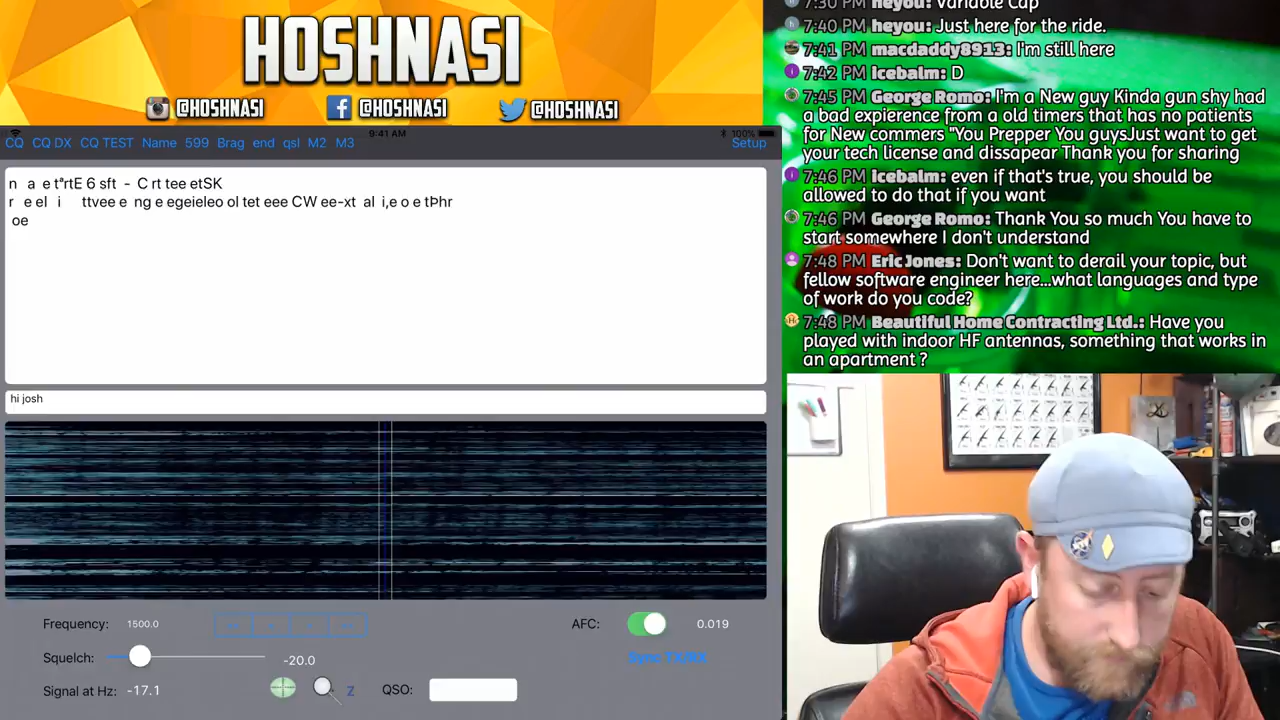 HOSHNASI
@HOSHNASI @HOSHNASI @HOSHNASI
9:41 AM 100%
CQ CQ DX CQ TEST Name 599 Brag end qsl M2 M3 Setup
n a e t*rtE 6 sft - C rt tee etSK
r e el i ttvee e ng e egeieleo ol tet eee CW ee-xt al i,e o e tÞhr
oe
hi josh
Frequency: 1500.0
AFC: 0.019
Squelch: -20.0
Sync TX/RX
Signal at Hz: -17.1
Z
QSO:
7:30 PM heyou: Variable Cap
7:40 PM heyou: Just here for the ride.
7:41 PM macdaddy8913: I'm still here
7:42 PM icebalm: D
7:45 PM George Romo: I'm a New guy Kinda gun shy had
a bad expierence from a old timers that has no patients
for New commers "You Prepper You guysJust want to get
your tech license and dissapear Thank you for sharing
7:46 PM icebalm: even if that's true, you should be
allowed to do that if you want
7:46 PM George Romo: Thank You so much You have to
start somewhere I don't understand
7:48 PM Eric Jones: Don't want to derail your topic, but
fellow software engineer here...what languages and type
of work do you code?
7:48 PM Beautiful Home Contracting Ltd.: Have you
played with indoor HF antennas, something that works in
an apartment ?